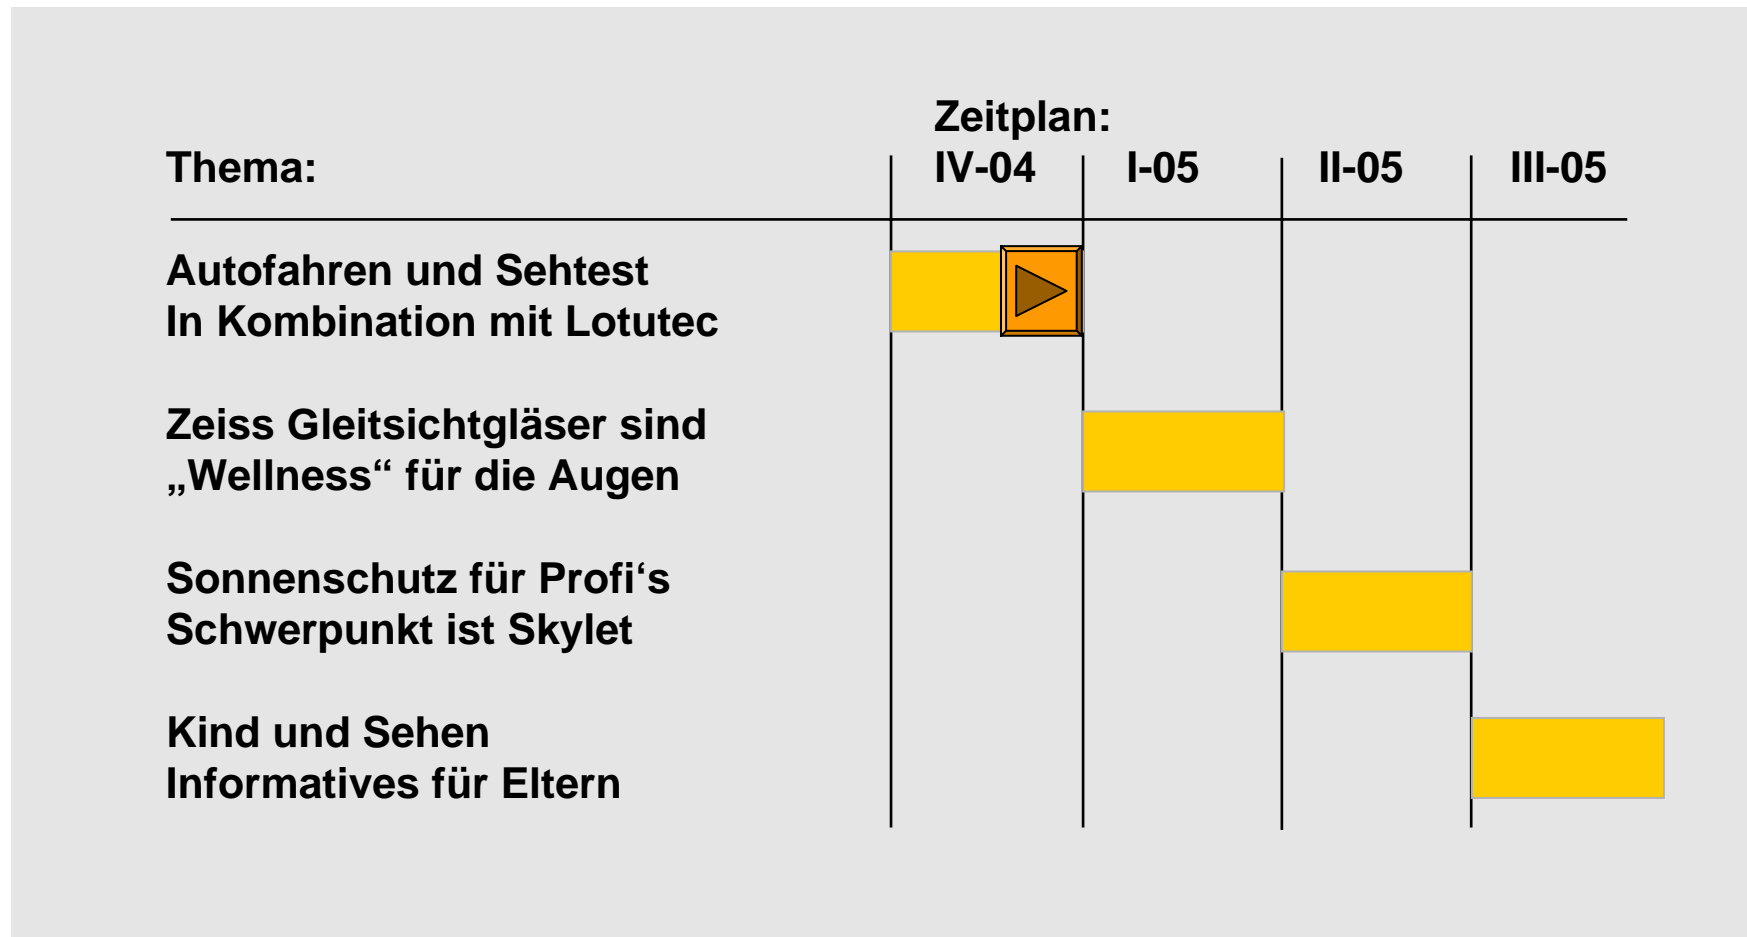 Zeitplan:
Thema: IV-04 I-05 II-05 III-05
Autofahren und Sehtest
In Kombination mit Lotutec
Zeiss Gleitsichtgläser sind
„Wellness“ für die Augen
Sonnenschutz für Profi‘s
Schwerpunkt ist Skylet
Kind und Sehen
Informatives für Eltern